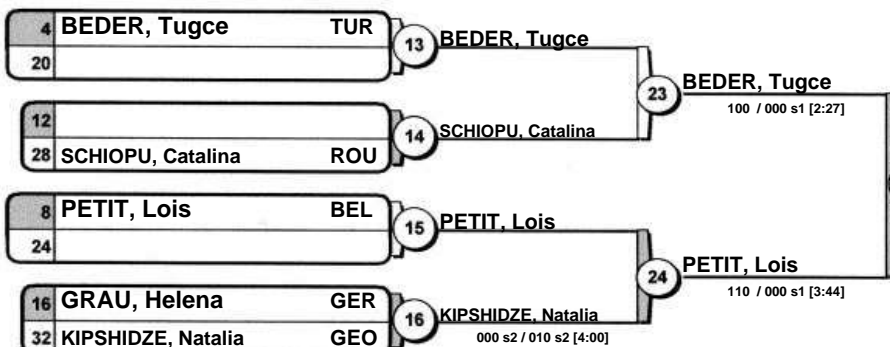 4 BEDER, Tugce TUR
20
13 BEDER, Tugce
12
28 SCHIOPU, Catalina ROU
14 SCHIOPU, Catalina
23 BEDER, Tugce
100 / 000 s1 [2:27]
8 PETIT, Lois BEL
24
15 PETIT, Lois
16 GRAU, Helena GER
32 KIPSHIDZE, Natalia GEO
16 KIPSHIDZE, Natalia
000 s2 / 010 s2 [4:00]
24 PETIT, Lois
110 / 000 s1 [3:44]